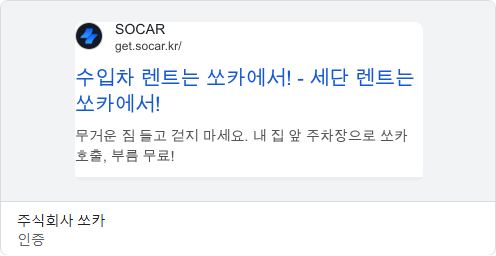 SOCAR
get.socar.kr/
수입차 렌트는 쏘카에서! - 세단 렌트는
쏘카에서!
무거운 짐 들고 걷지 마세요. 내 집 앞 주차장으로 쏘카
호출, 부름 무료!
주식회사 쏘카
인증